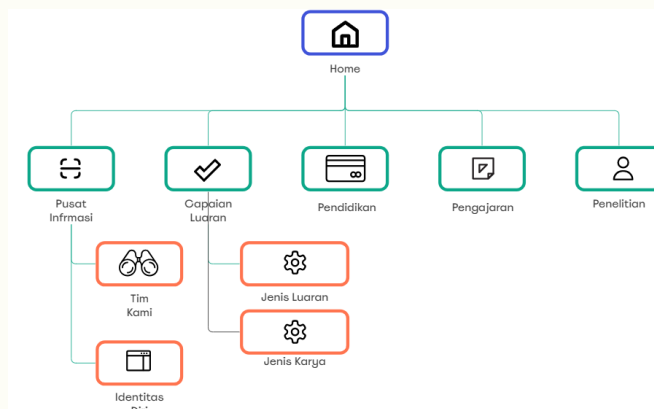 Home
Pusat
Infrmasi
Capaian
Luaran
Pendidikan
Pengajaran
Penelitian
Tim
Kami
Jenis Luaran
Jenis Karya
Identitas